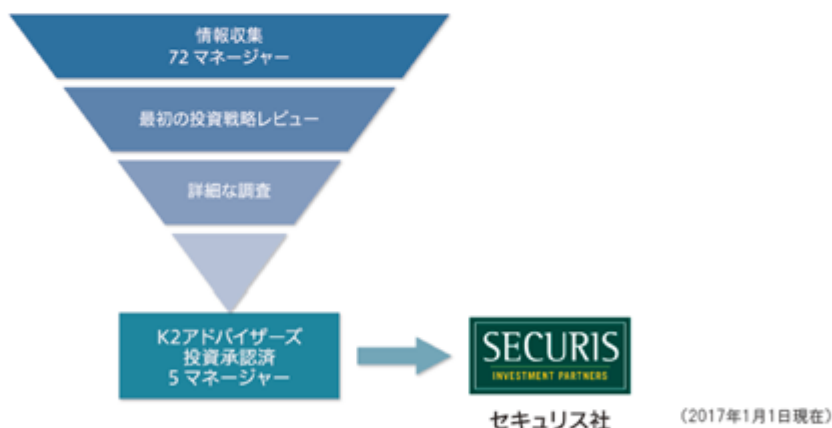 情報収集
72 マネージャー
最初の投資戦略レビュー
詳細な調査
K2アドバイザーズ
投資承認済
5 マネージャー
SECURIS
INVESTMENT PARTNERS
セキュリス社
(2017年1月1日現在)